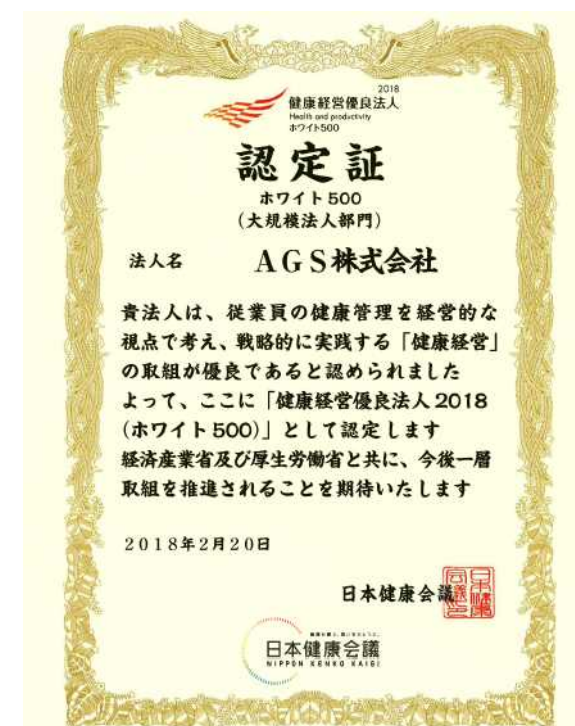 2018
健康経営優良法人
Health and productivity
ホワイト500
認定証
ホワイト500
(大規模法人部門)
法人名 AGS株式会社
貴法人は、従業員の健康管理を経営的な
視点で考え、戦略的に実践する「健康経営」
の取組が優良であると認められました
よって、ここに「健康経営優良法人2018
(ホワイト500)」として認定します
経済産業省及び厚生労働省と共に、今後一層
取組を推進されることを期待いたします
2018年2月20日
日本健康会議
日本健康会議
NIPPON KENKO KAIGI